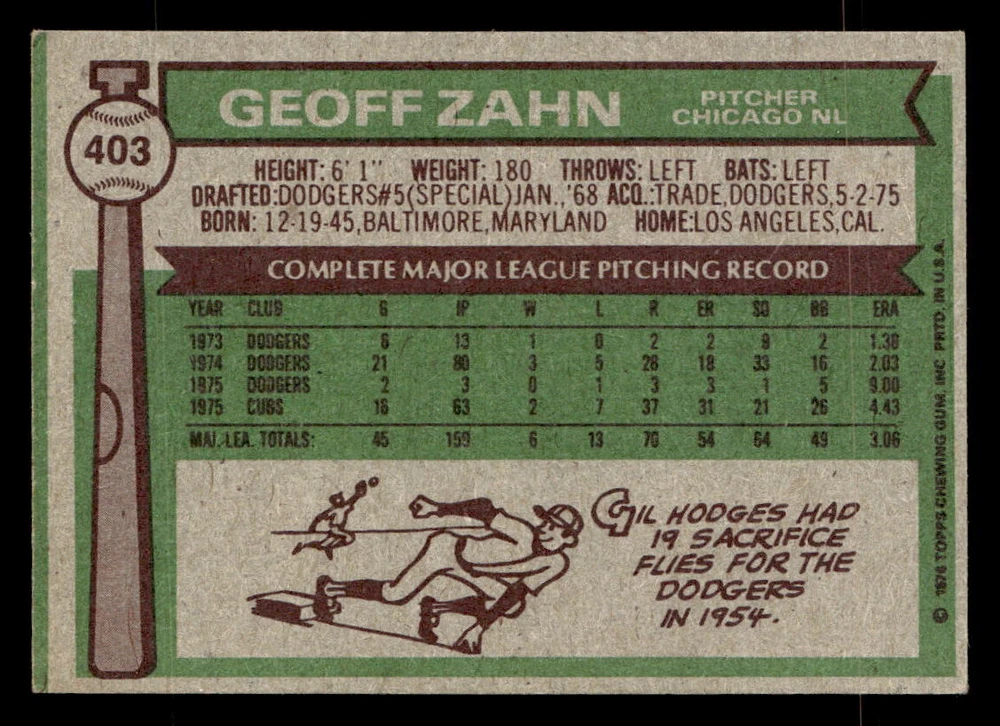 403
GEOFF ZAHN
PITCHER
CHICAGO NL
HEIGHT: 6' 1" WEIGHT: 180 THROWS: LEFT BATS: LEFT
DRAFTED:DODGERS#5(SPECIAL)JAN.,'68 ACQ.:TRADE,DODGERS,5-2-75
BORN: 12-19-45,BALTIMORE,MARYLAND HOME:LOS ANGELES,CAL.
COMPLETE MAJOR LEAGUE PITCHING RECORD
YEAR CLUB G IP W L R ER SO BB ERA
1973 DODGERS 6 13 1 0 2 2 9 2 1.38
1974 DODGERS 21 80 3 5 28 18 33 16 2.03
1975 DODGERS 2 3 0 1 3 3 1 5 9.00
1975 CUBS 16 63 2 7 37 31 21 26 4.43
MAJ. LEA. TOTALS: 45 159 6 13 70 54 64 49 3.06
GIL HODGES HAD
19 SACRIFICE
FLIES FOR THE
DODGERS
IN 1954.
© 1976 TOPPS CHEWING GUM, INC PRTD. IN U.S.A.